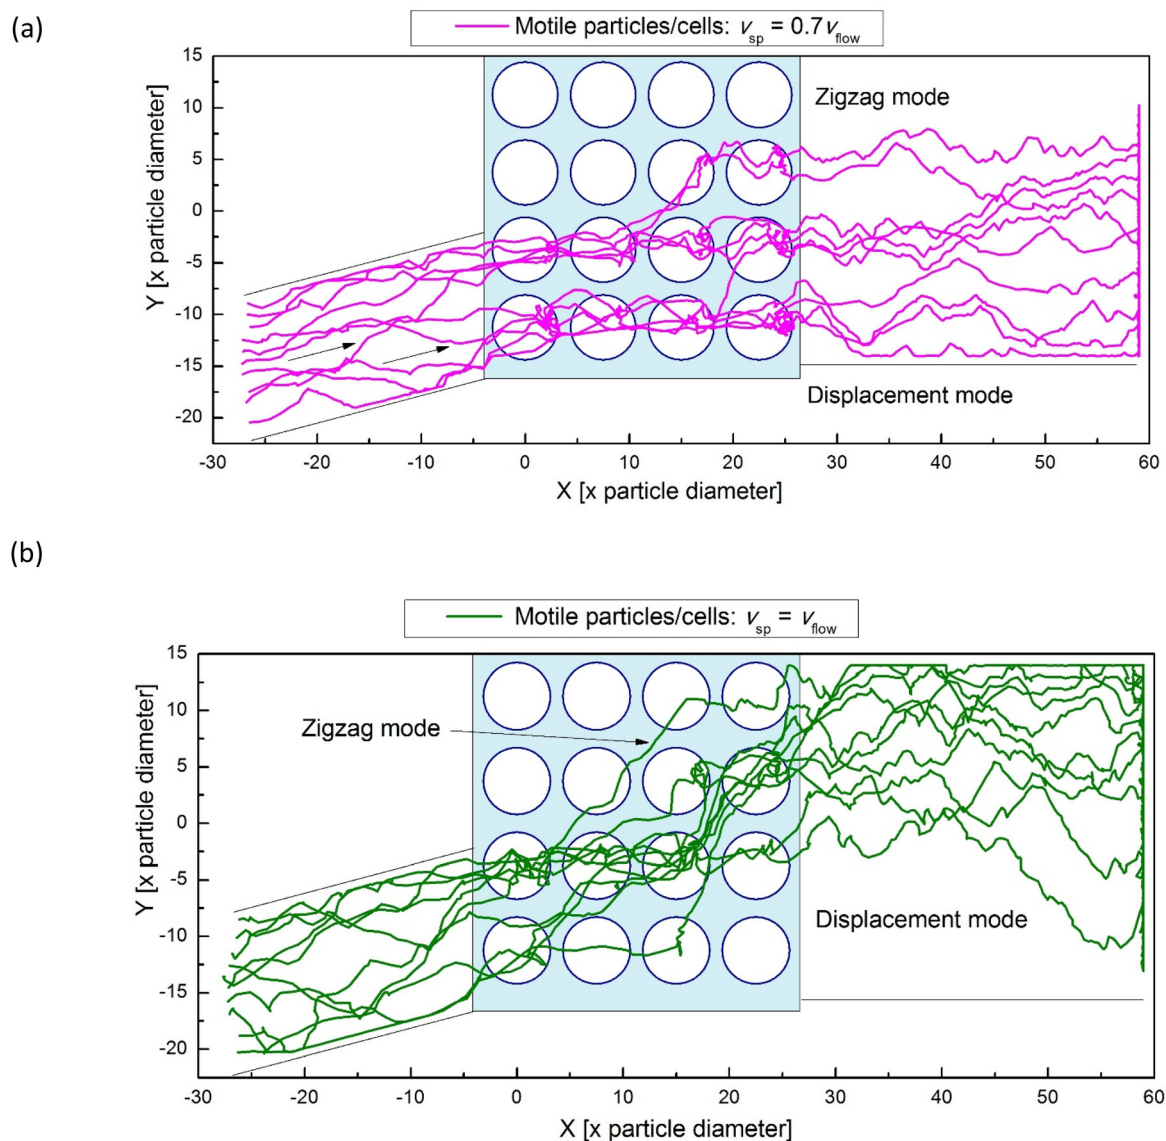 (a)
Motile particles/cells: vsp = 0.7vflow
15
10
5
0
-5
-10
-15
-20
Y [x particle diameter]
Zigzag mode
Displacement mode
-30 -20 -10 0 10 20 30 40 50 60
X [x particle diameter]
(b)
Motile particles/cells: vsp = vflow
15
10
5
0
-5
-10
-15
-20
Y [x particle diameter]
Zigzag mode
Displacement mode
-30 -20 -10 0 10 20 30 40 50 60
X [x particle diameter]